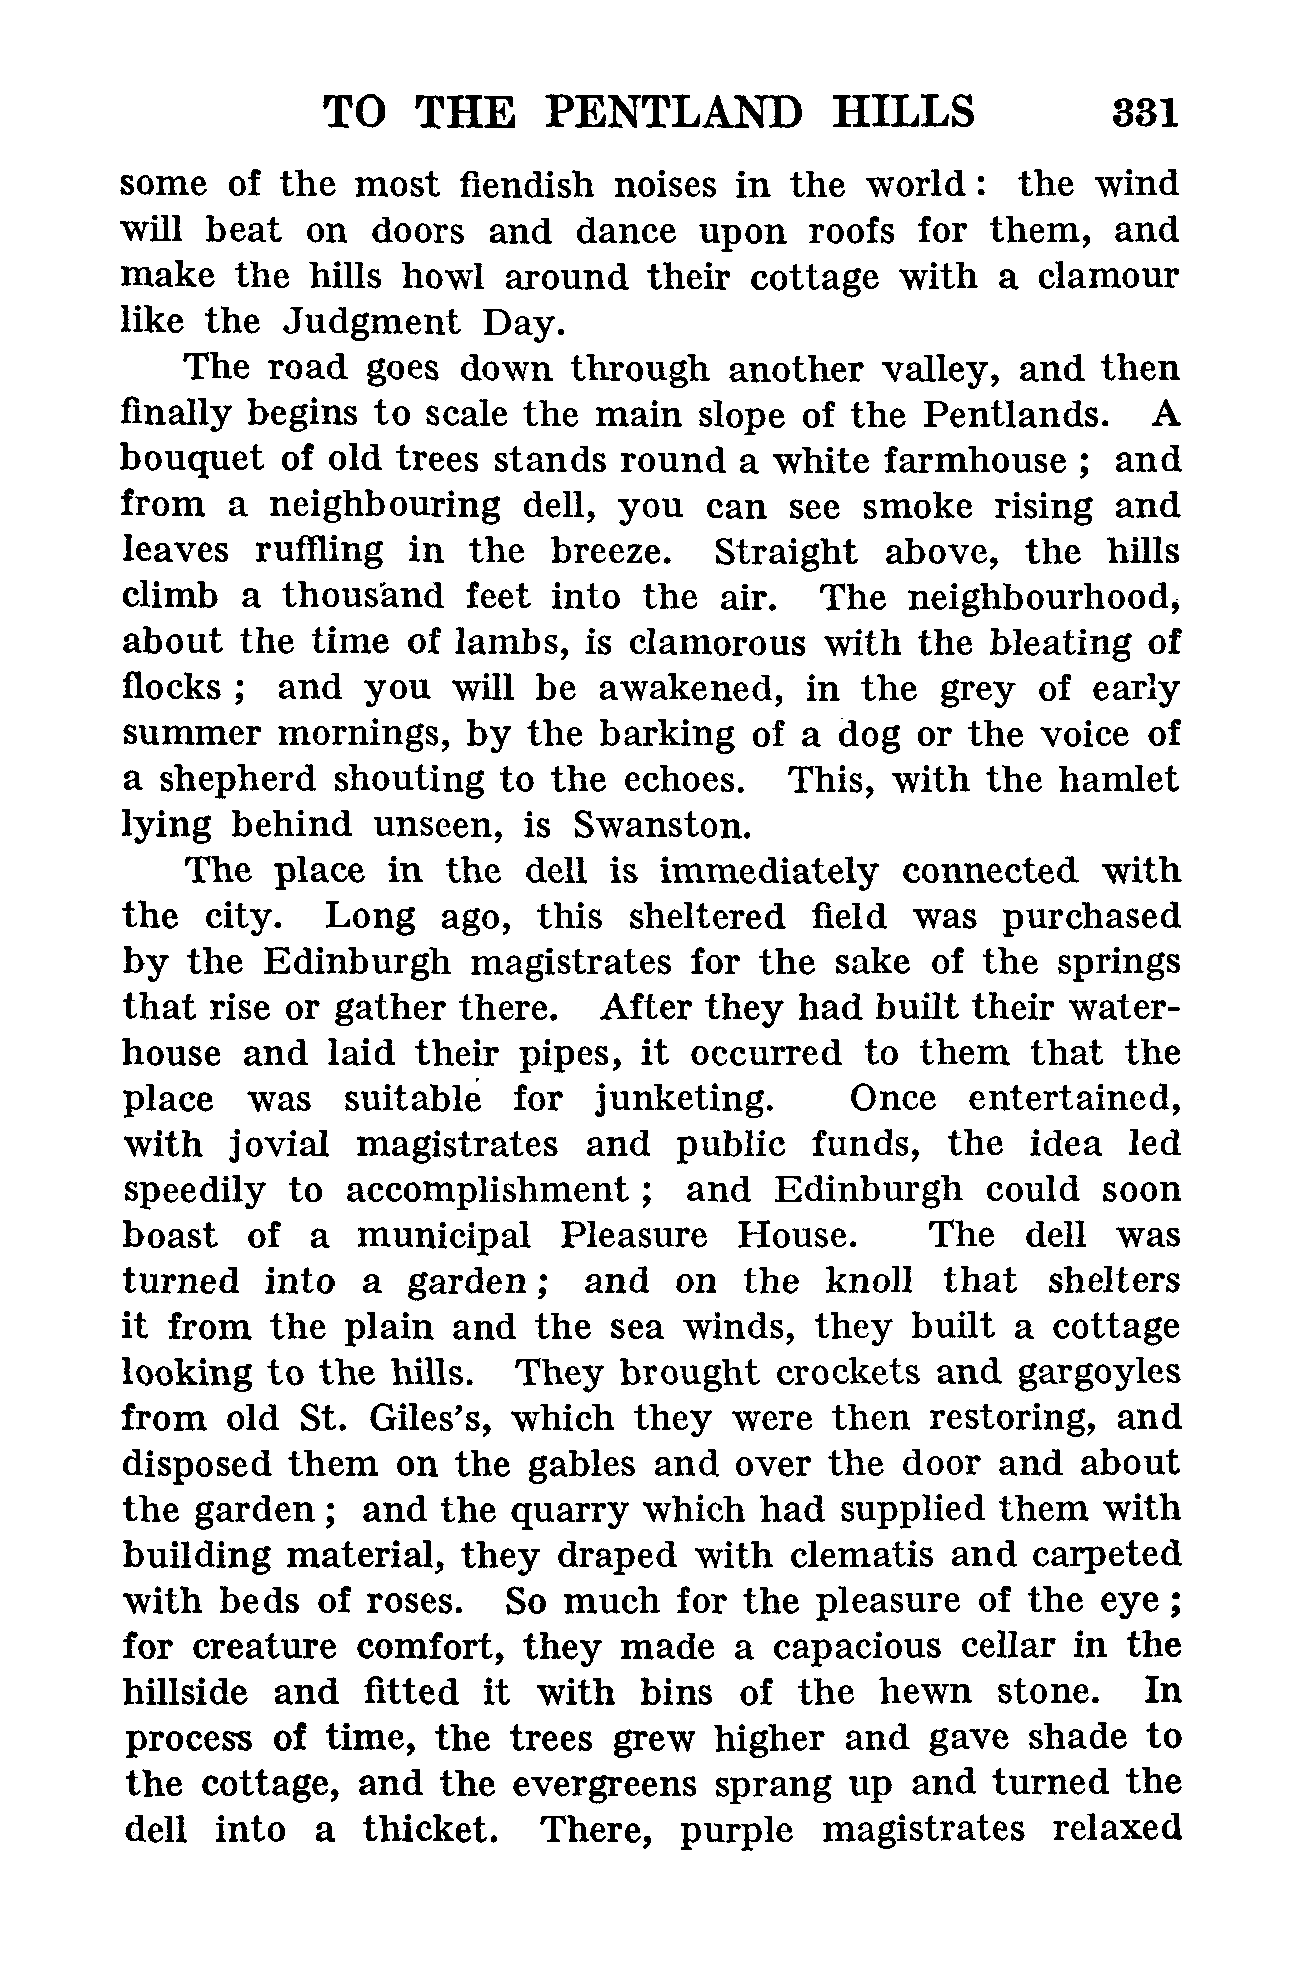 TO THE PENTLAND HILLS 331
some of the most fiendish noises in the world : the wind
will beat on doors and dance upon roofs for them, and
make the hills howl around their cottage with a clamour
like the Judgment Day.
The road goes down through another valley, and then
finally begins to scale the main slope of the Pentlands. A
bouquet of old trees stands round a white farmhouse ; and
from a neighbouring dell, you can see smoke rising and
leaves ruffling in the breeze. Straight above, the hills
climb a thousand feet into the air. The neighbourhood,
about the time of lambs, is clamorous with the bleating of
flocks ; and you will be awakened, in the grey of early
summer mornings, by the barking of a dog or the voice of
a shepherd shouting to the echoes. This, with the hamlet
lying behind unseen, is Swanston.
The place in the dell is immediately connected with
the city. Long ago, this sheltered field was purchased
by the Edinburgh magistrates for the sake of the springs
that rise or gather there. After they had built their water-
house and laid their pipes, it occurred to them that the
place was suitable for junketing. Once entertained,
with jovial magistrates and public funds, the idea led
speedily to accomplishment ; and Edinburgh could soon
boast of a municipal Pleasure House. The dell was
turned into a garden ; and on the knoll that shelters
it from the plain and the sea winds, they built a cottage
looking to the hills. They brought crockets and gargoyles
from old St. Giles's, which they were then restoring, and
disposed them on the gables and over the door and about
the garden ; and the quarry which had supplied them with
building material, they draped with clematis and carpeted
with beds of roses. So much for the pleasure of the eye ;
for creature comfort, they made a capacious cellar in the
hillside and fitted it with bins of the hewn stone. In
process of time, the trees grew higher and gave shade to
the cottage, and the evergreens sprang up and turned the
dell into a thicket. There, purple magistrates relaxed